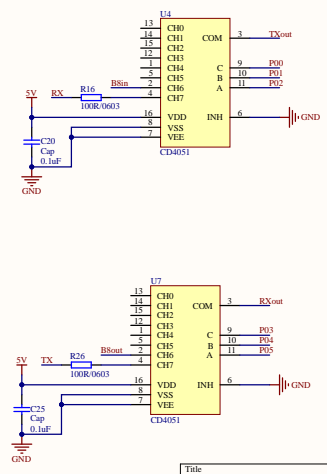 U4
13 CH0
14 CH1 COM 3 TXout
15 CH2
12 CH3
1 CH4 C 9 P00
5 CH5 B 10 P01
B8in 2 CH6 A 11 P02
5V RX R16 4 CH7
100R/0603
16 VDD INH 6 GND
8 VSS
7 VEE
C20
Cap
0.1uF
CD4051
GND
U7
13 CH0
14 CH1 COM 3 RXout
15 CH2
12 CH3
1 CH4 C 9 P03
5 CH5 B 10 P04
B8out 2 CH6 A 11 P05
5V TX R26 4 CH7
100R/0603
16 VDD INH 6 GND
8 VSS
7 VEE
C25
Cap
0.1uF
CD4051
GND
Title